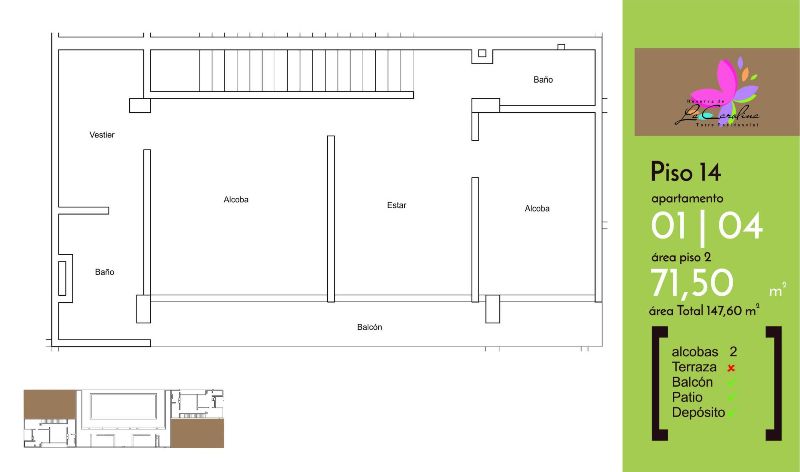 Baño
Vestier
Alcoba
Estar
Alcoba
Baño
Balcón
Reserva de
La Carolina
Torre Residencial
Piso 14
apartamento
01 | 04
área piso 2
71,50 m²
área Total 147,60 m²
alcobas 2
Terraza ✘
Balcón ✓
Patio ✓
Depósito ✓